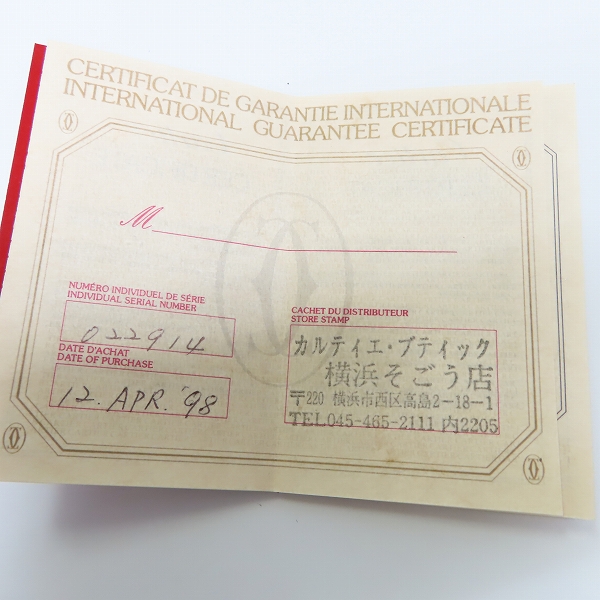 CERTIFICAT DE GARANTIE INTERNATIONALE
INTERNATIONAL GUARANTEE CERTIFICATE
M
NUMÉRO INDIVIDUEL DE SÉRIE
INDIVIDUAL SERIAL NUMBER
022914
DATE D'ACHAT
DATE OF PURCHASE
12. APR. '98
CACHET DU DISTRIBUTEUR
STORE STAMP
カルティエ・ブティック
横浜そごう店
〒220 横浜市西区高島2-18-1
TEL045-465-2111 内2205